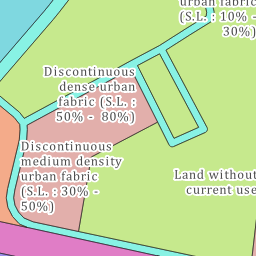 urban fabric
(S.L. : 10% -
30%)
Discontinuous
dense urban
fabric (S.L. :
50% - 80%)
Discontinuous
medium density
urban fabric
(S.L. : 30% -
50%)
Land without
current use